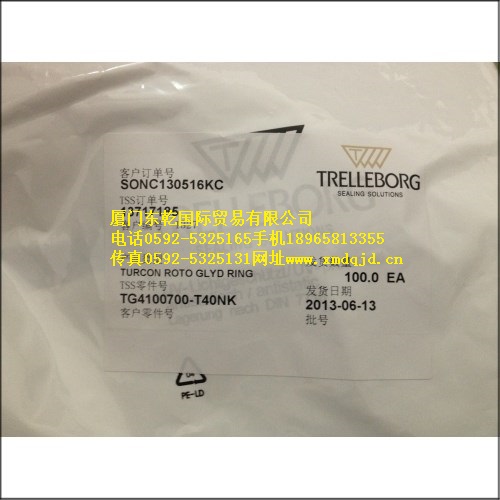 客户订单号
SONC130516KC
TSS订单号
TRELLEBORG
SEALING SOLUTIONS
厦门东乾国际贸易有限公司
电话0592-5325165手机18965813355
传真0592-5325131网址www.xmdqjd.cn
TURCON ROTO GLYD RING
100.0 EA
TSS零件号
TG4100700-T40NK
发货日期
2013-06-13
客户零件号
批号
04
PE-LD